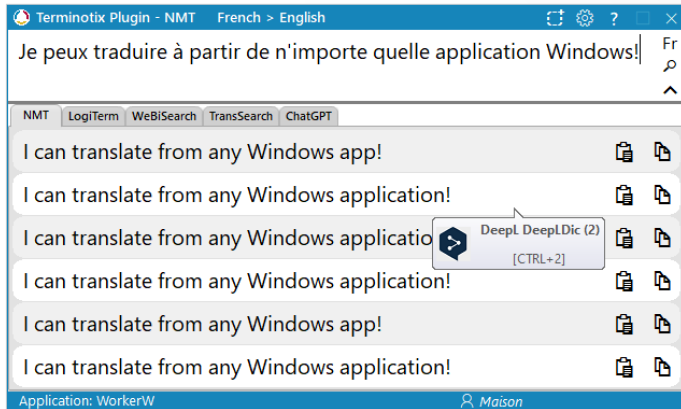 Terminotix Plugin - NMT French > English ?
Je peux traduire à partir de n'importe quelle application Windows! Fr
NMT LogiTerm WeBiSearch TransSearch ChatGPT
I can translate from any Windows app!
I can translate from any Windows application!
I can translate from any Windows applicatio DeepL DeepLDic (2)
[CTRL+2]
I can translate from any Windows application!
I can translate from any Windows app!
I can translate from any Windows application!
Application: WorkerW Maison